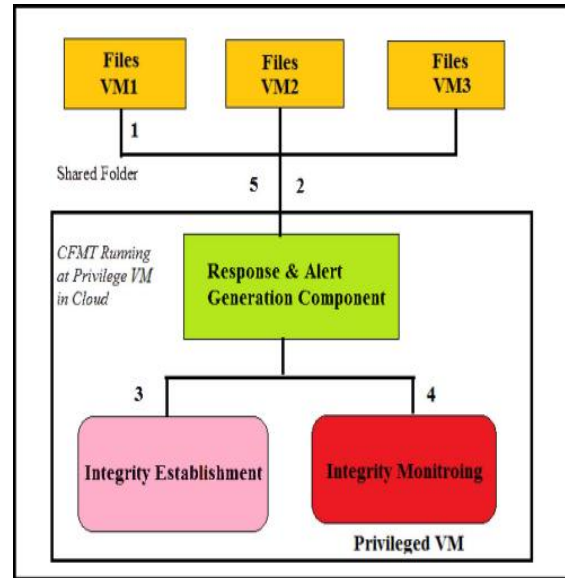 Files
VM1
Files
VM2
Files
VM3
1
Shared Folder
5
2
CFMT Running
at Privilege VM
in Cloud
Response & Alert
Generation Component
3
4
Integrity Establishment
Integrity Monitroing
Privileged VM